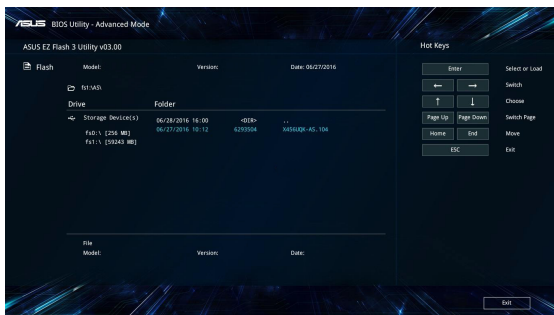 ASUS BIOS Utility - Advanced Mode
ASUS EZ Flash 3 Utility v03.00
Hot Keys
Flash Model: Version: Date: 06/27/2016
Enter Select or Load
fs1:\AS\
← → Switch
Drive Folder
↑ ↓ Choose
Storage Device(s) 06/28/2016 16:00 <DIR> ..
Page Up Page Down Switch Page
fs0:\ [256 MB] 06/27/2016 10:12 6293504 X456UQK-AS.104
Home End Move
fs1:\ [59243 MB]
ESC Exit
File
Model: Version: Date:
Exit